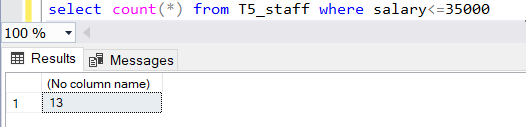 select count(*) from T5_staff where salary<=35000
100 %
Results Messages
(No column name)
1 13